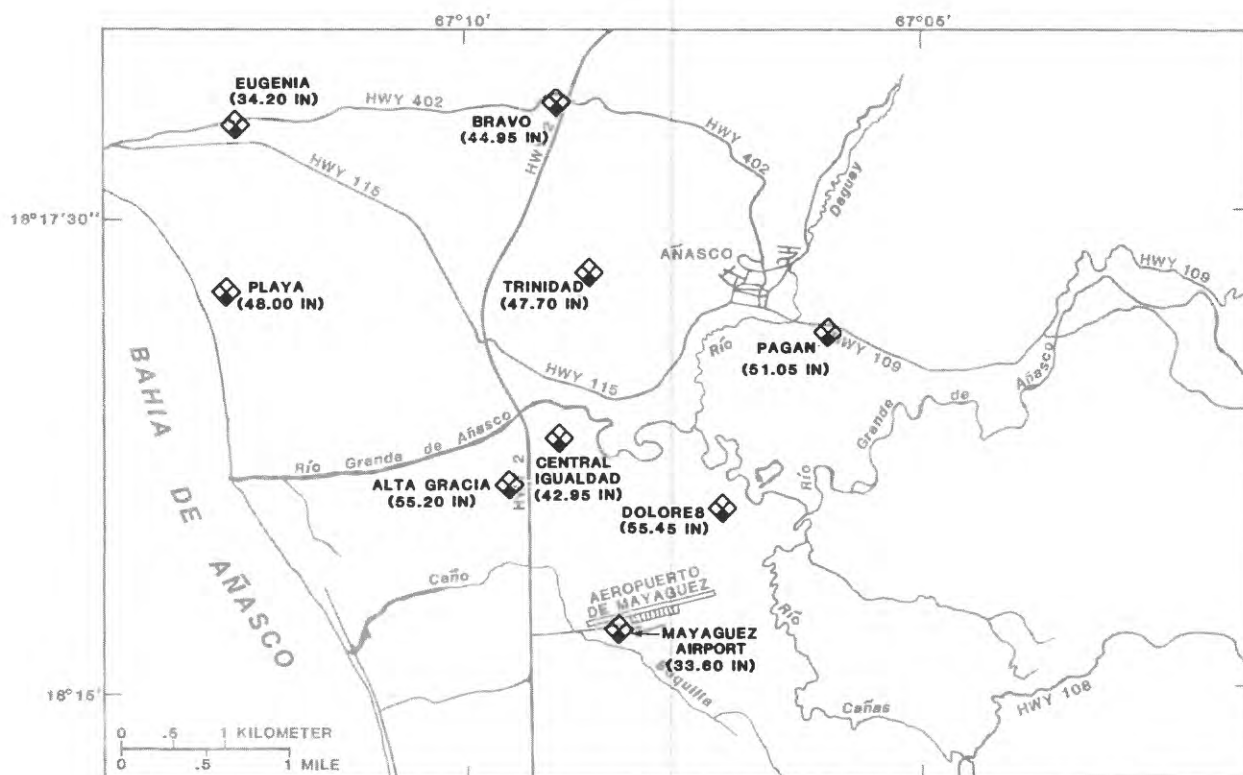 67°10'
67°05'
EUGENIA
(34.20 IN)
HWY 402
BRAVO
(44.95 IN)
HWY 2
HWY 402
HWY 115
Daguey
18°17'30"
AÑASCO
HWY 109
PLAYA
(48.00 IN)
TRINIDAD
(47.70 IN)
Río
PAGAN
(51.05 IN)
HWY 109
Río Grande de Añasco
HWY 115
BAHIA DE AÑASCO
Río Grande de Añasco
CENTRAL
IGUALDAD
(42.95 IN)
ALTA GRACIA
(55.20 IN)
HWY 2
DOLORES
(55.45 IN)
Caño
AEROPUERTO
DE MAYAGUEZ
Río
MAYAGUEZ
AIRPORT
(33.60 IN)
Boquilla
18°15'
Cañas
HWY 108
0 .5 1 KILOMETER
0 .5 1 MILE